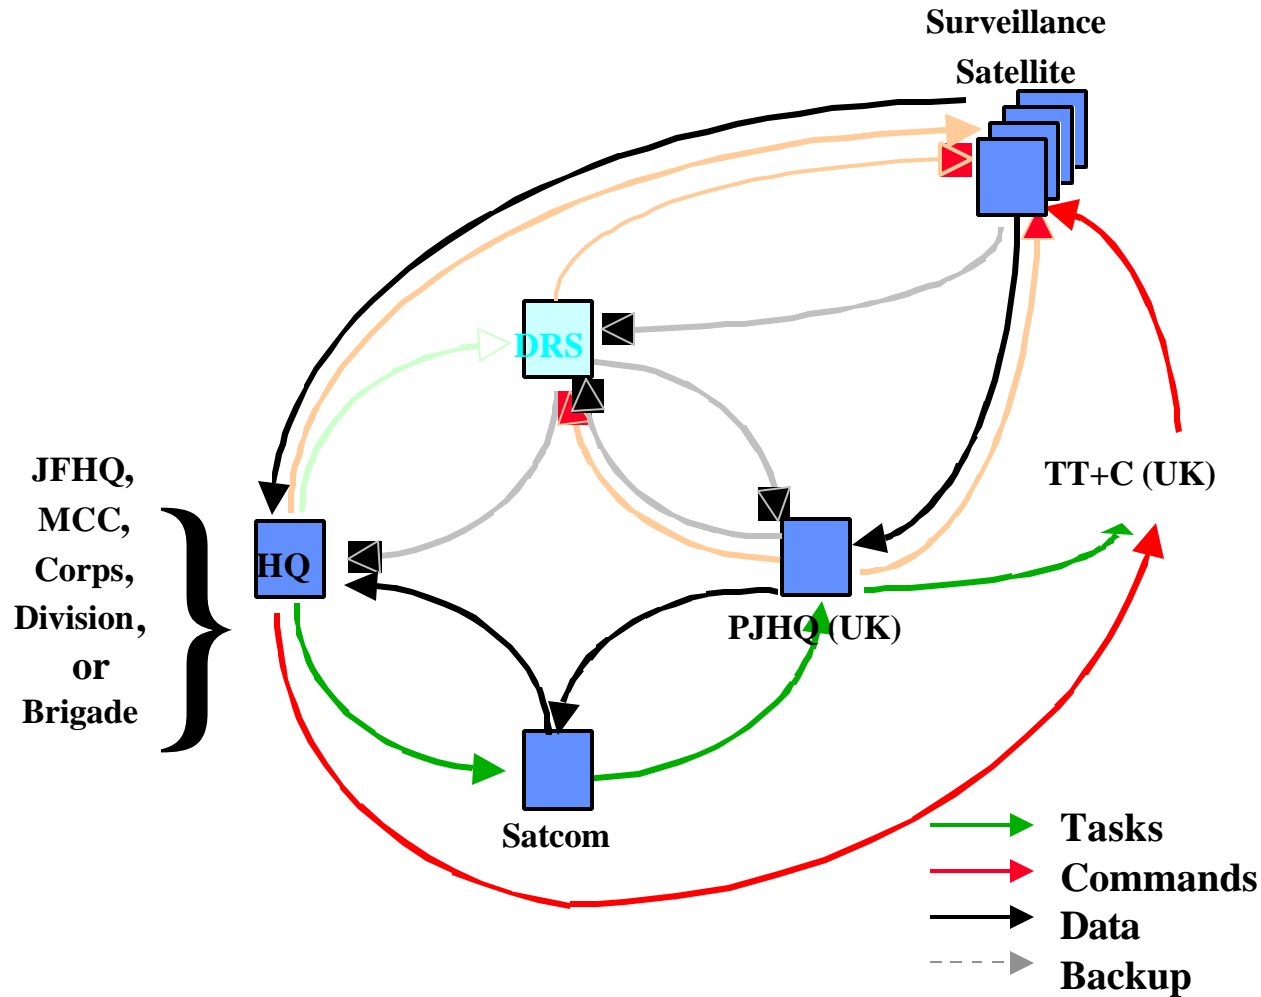 Surveillance
Satellite
DRS
JFHQ,
MCC,
Corps,
Division,
or
Brigade
HQ
TT+C (UK)
PJHQ (UK)
Satcom
Tasks
Commands
Data
Backup